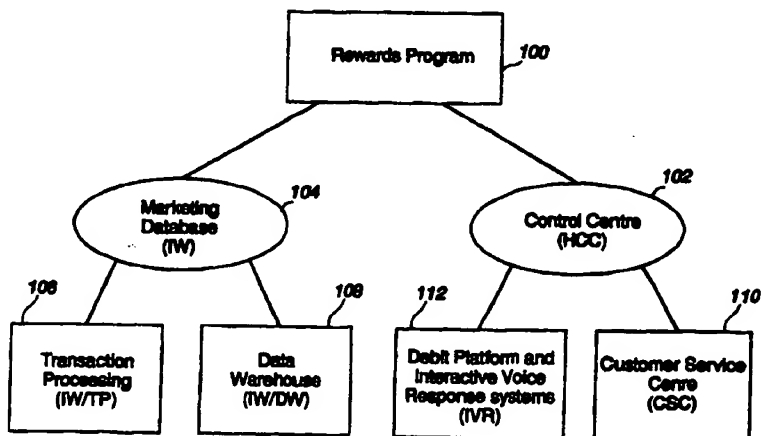 Rewards Program
100
104
Marketing
Database
(IW)
102
Control Centre
(HCC)
106
Transaction
Processing
(IW/TP)
108
Data
Warehouse
(IW/DW)
112
Debit Platform and
Interactive Voice
Response systems
(IVR)
110
Customer Service
Cenre
(CSC)